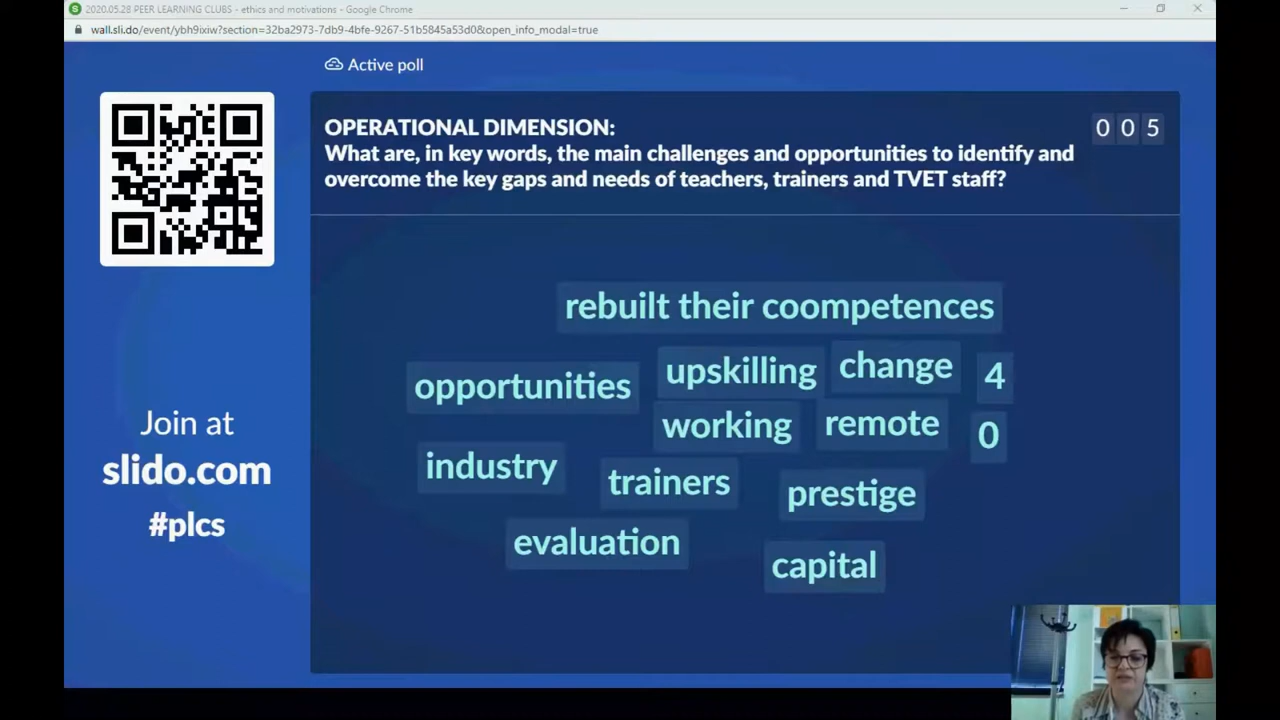 2020.05.28 PEER LEARNING CLUBS - ethics and motivations - Google Chrome
wall.sli.do/event/ybh9ixiw?section=32ba2973-7db9-4bfe-9267-51b5845a53d0&open_info_modal=true
Active poll
OPERATIONAL DIMENSION:
What are, in key words, the main challenges and opportunities to identify and
overcome the key gaps and needs of teachers, trainers and TVET staff?
0 0 5
rebuilt their coompetences
opportunities
upskilling
change
4
working
remote
0
industry
trainers
prestige
evaluation
capital
Join at
slido.com
#plcs